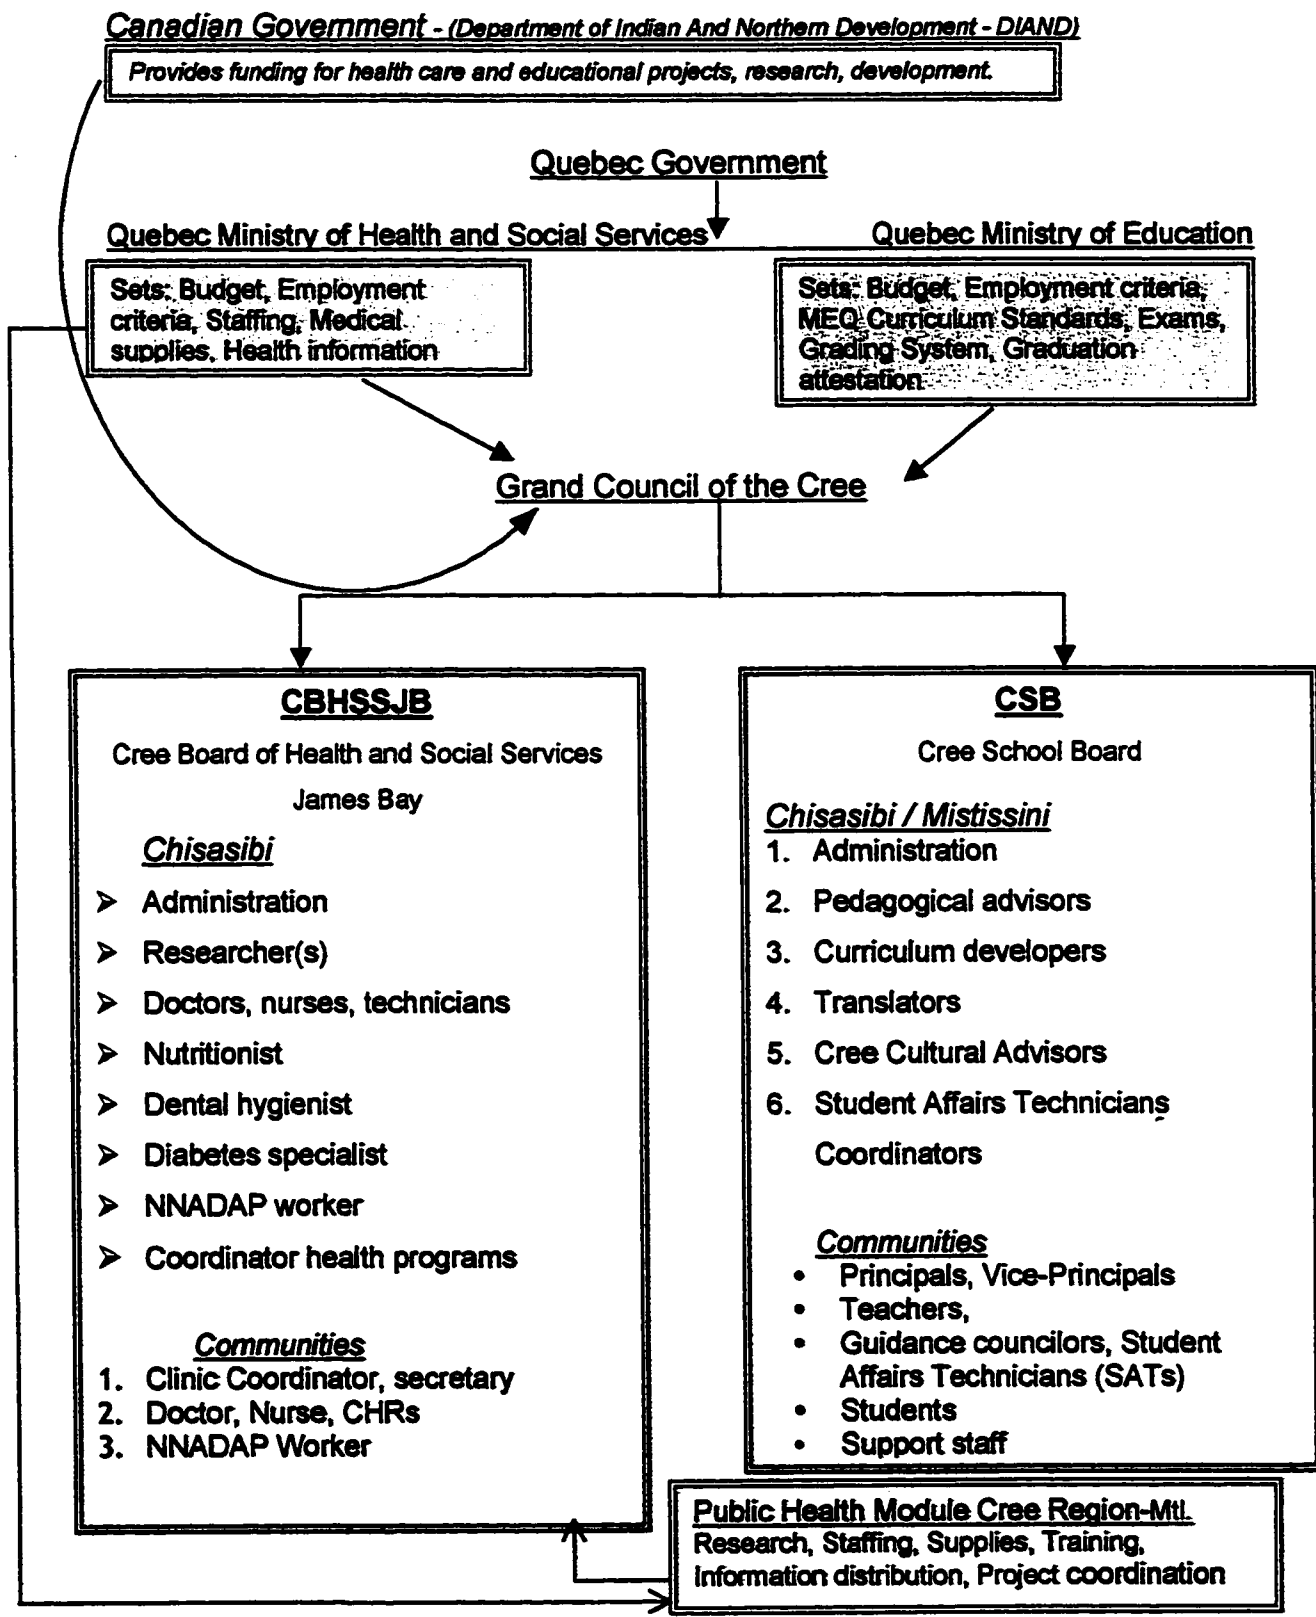 Canadian Government - (Department of Indian And Northern Development - DIAND)
Provides funding for health care and educational projects, research, development.
Quebec Government
Quebec Ministry of Health and Social Services
Quebec Ministry of Education
Sets: Budget, Employment
criteria, Staffing, Medical
supplies, Health information
Sets: Budget, Employment criteria,
MEQ Curriculum Standards, Exams,
Grading System, Graduation
attestation
Grand Council of the Cree
CBHSSJB
Cree Board of Health and Social Services
James Bay
Chisasibi
➢ Administration
➢ Researcher(s)
➢ Doctors, nurses, technicians
➢ Nutritionist
➢ Dental hygienist
➢ Diabetes specialist
➢ NNADAP worker
➢ Coordinator health programs
Communities
1. Clinic Coordinator, secretary
2. Doctor, Nurse, CHRs
3. NNADAP Worker
CSB
Cree School Board
Chisasibi / Mistissini
1. Administration
2. Pedagogical advisors
3. Curriculum developers
4. Translators
5. Cree Cultural Advisors
6. Student Affairs Technicians
Coordinators
Communities
• Principals, Vice-Principals
• Teachers,
• Guidance councilors, Student
Affairs Technicians (SATs)
• Students
• Support staff
Public Health Module Cree Region-Mtl.
Research, Staffing, Supplies, Training,
Information distribution, Project coordination